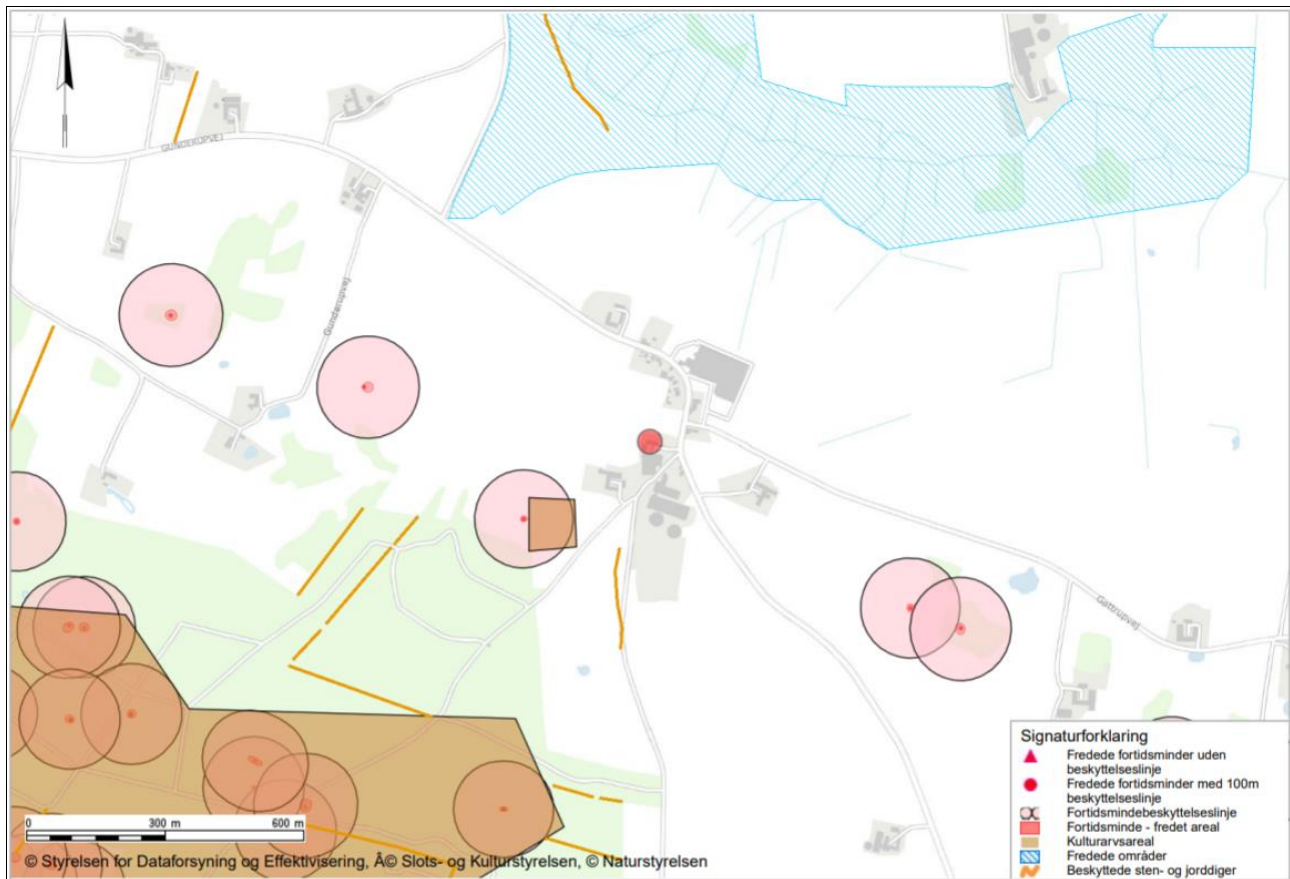 GUNDERUPVEJ
Gunderupvej
Gattrupvej
Signaturforklaring
Fredede fortidsminder uden
beskyttelseslinje
Fredede fortidsminder med 100m
beskyttelseslinje
Fortidsmindebeskyttelseslinje
Fortidsminde - fredet areal
Kulturarvsareal
Fredede områder
Beskyttede sten- og jorddiger
0 300 m 600 m
© Styrelsen for Dataforsyning og Effektivisering, Â© Slots- og Kulturstyrelsen, © Naturstyrelsen